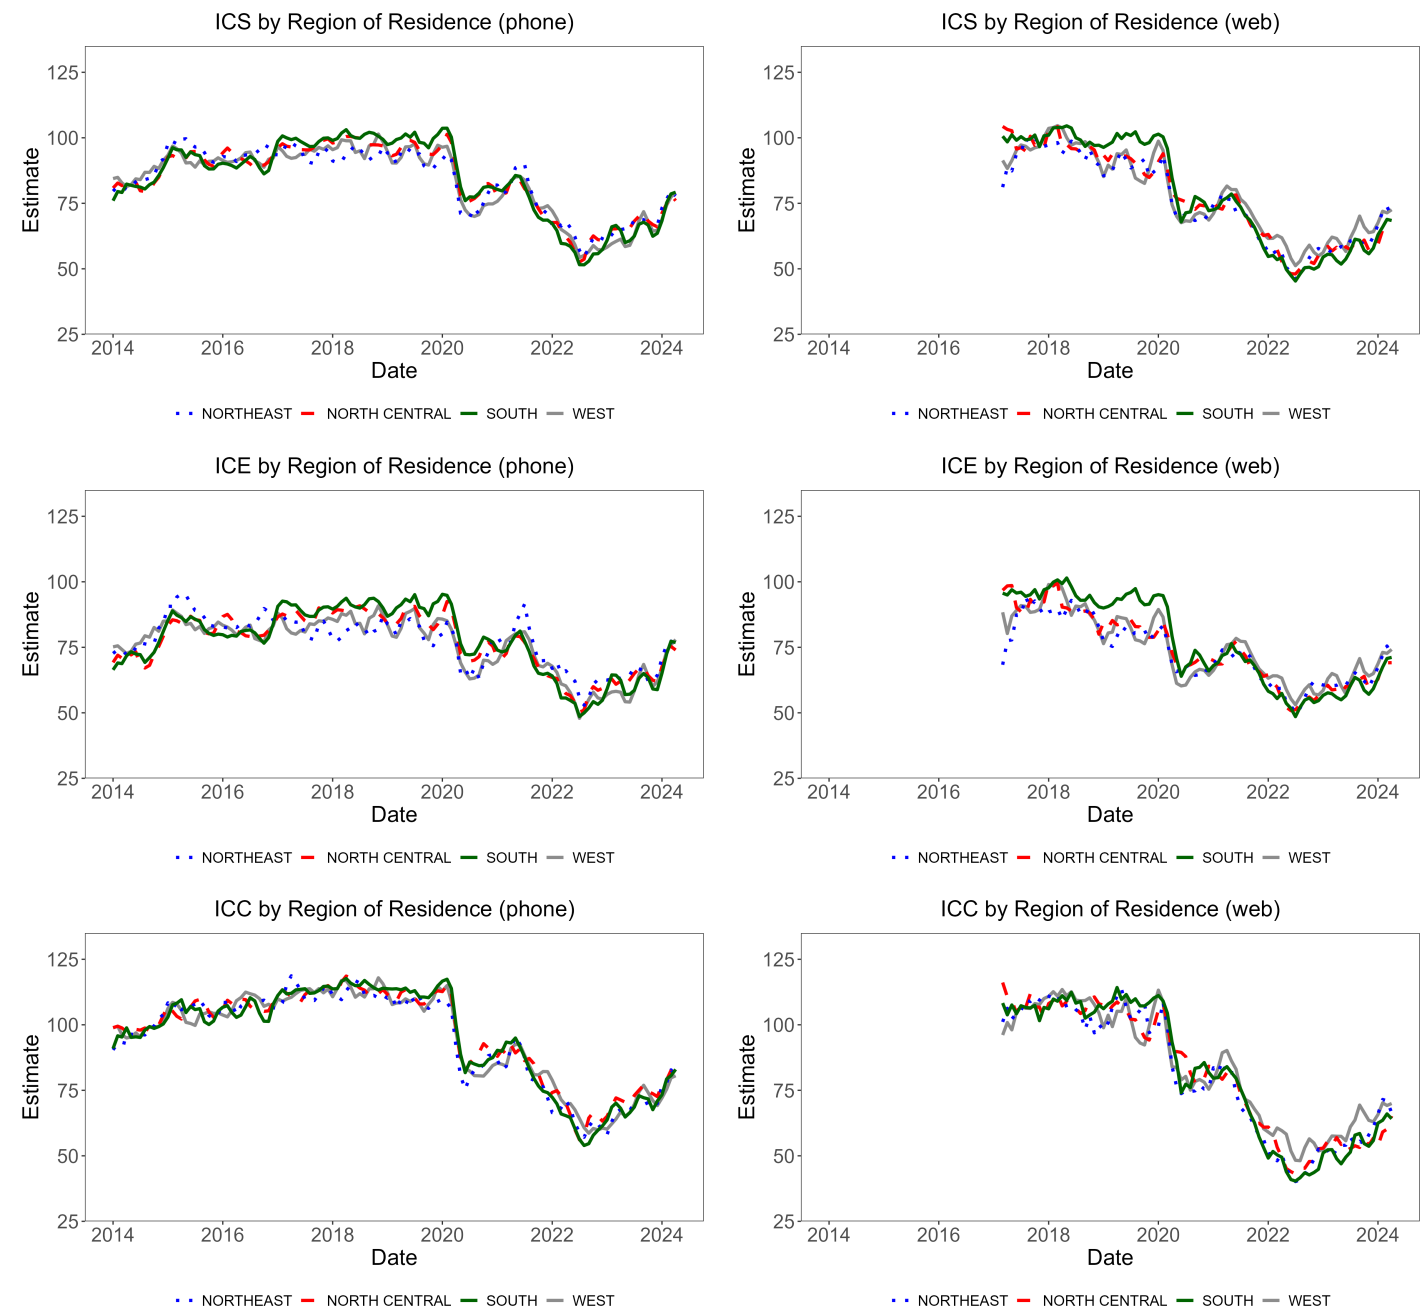 ICS by Region of Residence (phone)
125
100
75
50
25
Estimate
2014 2016 2018 2020 2022 2024
Date
NORTHEAST NORTH CENTRAL SOUTH WEST
ICS by Region of Residence (web)
125
100
75
50
25
Estimate
2014 2016 2018 2020 2022 2024
Date
NORTHEAST NORTH CENTRAL SOUTH WEST
ICE by Region of Residence (phone)
125
100
75
50
25
Estimate
2014 2016 2018 2020 2022 2024
Date
NORTHEAST NORTH CENTRAL SOUTH WEST
ICE by Region of Residence (web)
125
100
75
50
25
Estimate
2014 2016 2018 2020 2022 2024
Date
NORTHEAST NORTH CENTRAL SOUTH WEST
ICC by Region of Residence (phone)
125
100
75
50
25
Estimate
2014 2016 2018 2020 2022 2024
Date
NORTHEAST NORTH CENTRAL SOUTH WEST
ICC by Region of Residence (web)
125
100
75
50
25
Estimate
2014 2016 2018 2020 2022 2024
Date
NORTHEAST NORTH CENTRAL SOUTH WEST